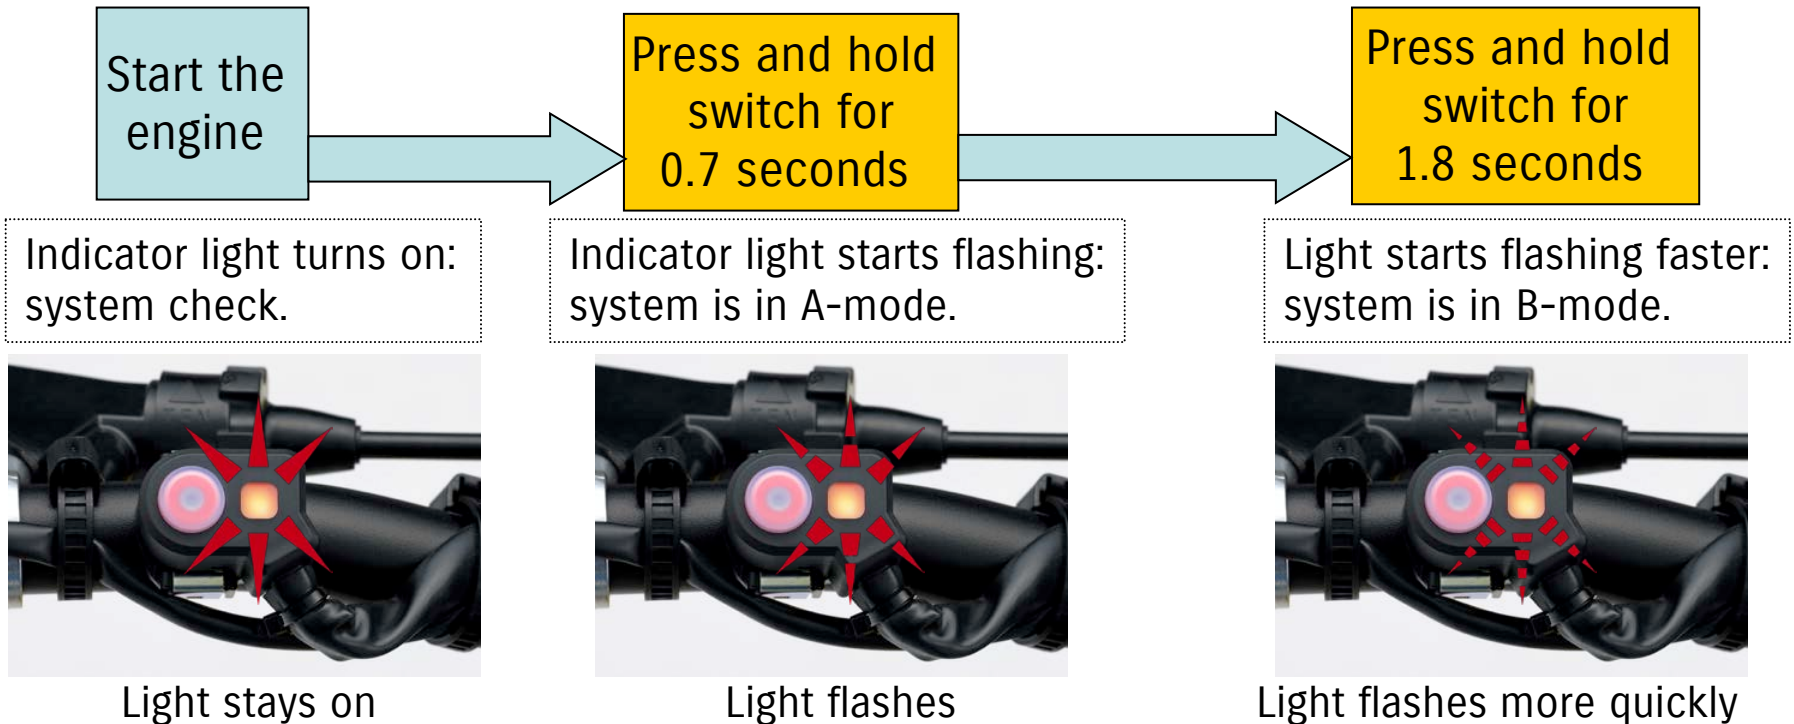 Start the
engine
Press and hold
switch for
0.7 seconds
Press and hold
switch for
1.8 seconds
Indicator light turns on:
system check.
Indicator light starts flashing:
system is in A-mode.
Light starts flashing faster:
system is in B-mode.
Light stays on
Light flashes
Light flashes more quickly